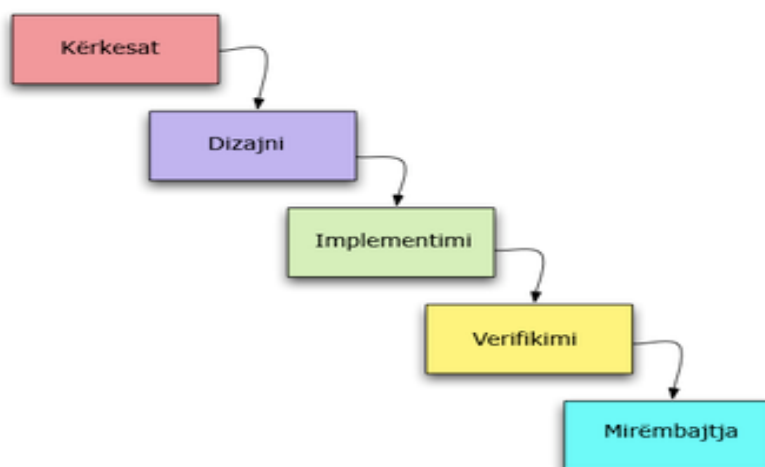 Kërkesat
Dizajni
Implementimi
Verifikimi
Mirëmbajtja